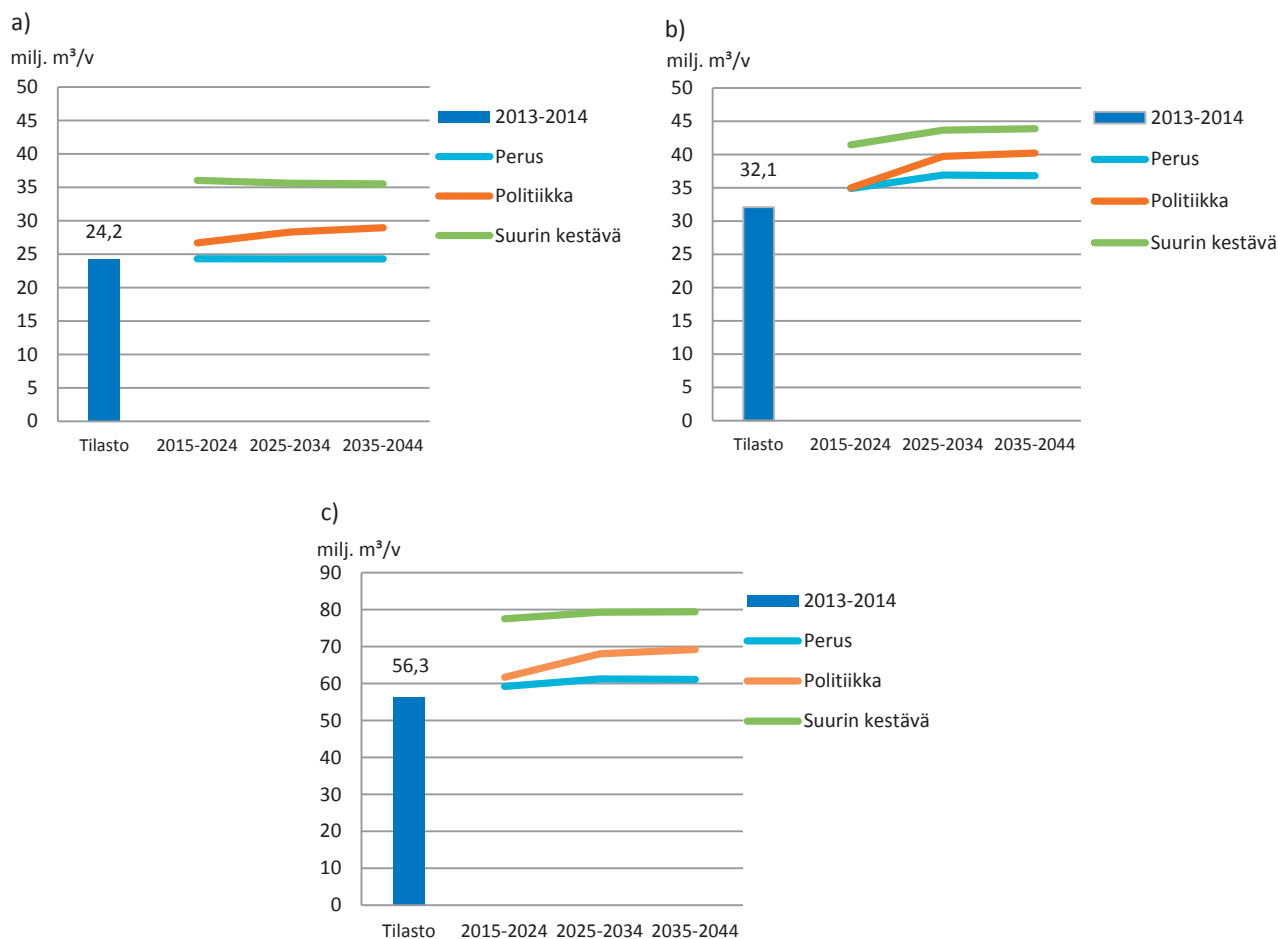 a)
milj. m³/v
50
45
40
35
30
25
20
15
10
5
0
24,2
Tilasto 2015-2024 2025-2034 2035-2044
2013-2014
Perus
Politiikka
Suurin kestävä
b)
milj. m³/v
50
45
40
35
30
25
20
15
10
5
0
32,1
Tilasto 2015-2024 2025-2034 2035-2044
2013-2014
Perus
Politiikka
Suurin kestävä
c)
milj. m³/v
90
80
70
60
50
40
30
20
10
0
56,3
Tilasto 2015-2024 2025-2034 2035-2044
2013-2014
Perus
Politiikka
Suurin kestävä